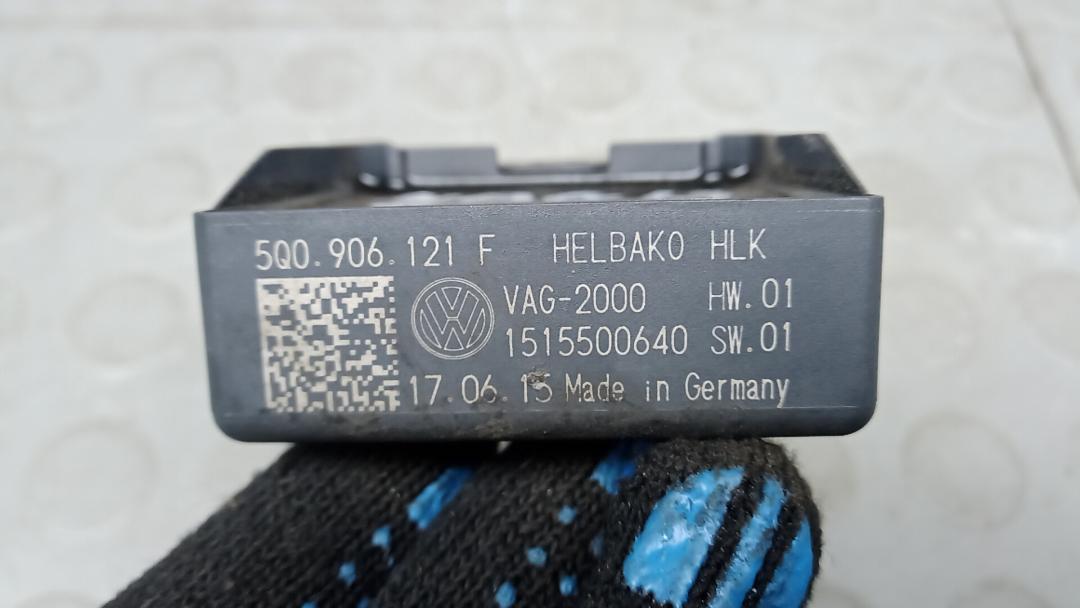 5Q0.906.121 F HELBAKO HLK
VAG-2000 HW.01
1515500640 SW.01
17.06.15 Made in Germany